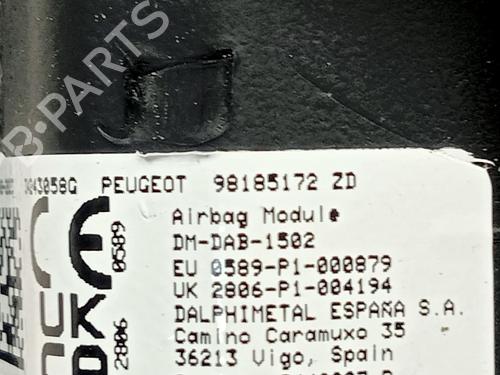 B-PARTS
PEUGEOT 98185172 ZD
Airbag Module
DM-DAB-1502
EU 0589-P1-000879
UK 2806-P1-004194
DALPHIMETAL ESPAÑA S.A.
Camino Caramuxo 35
36213 Vigo, Spain
CE
0589
UK
CA
2806